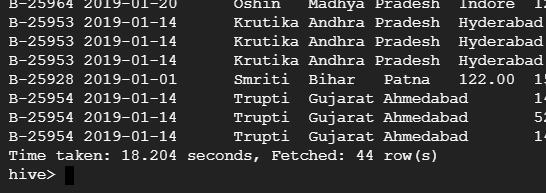 B-25964 2019-01-20 Oshin Madhya Pradesh Indore
B-25953 2019-01-14 Krutika Andhra Pradesh Hyderabad
B-25953 2019-01-14 Krutika Andhra Pradesh Hyderabad
B-25953 2019-01-14 Krutika Andhra Pradesh Hyderabad
B-25928 2019-01-01 Smriti Bihar Patna 122.00 15
B-25954 2019-01-14 Trupti Gujarat Ahmedabad 14
B-25954 2019-01-14 Trupti Gujarat Ahmedabad 52
B-25954 2019-01-14 Trupti Gujarat Ahmedabad 14
Time taken: 18.204 seconds, Fetched: 44 row(s)
hive>